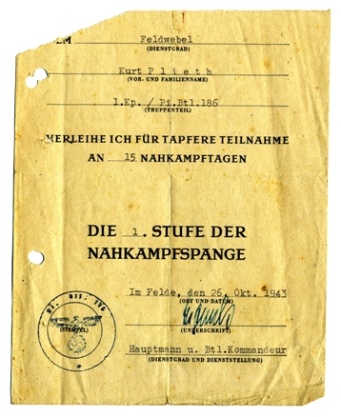 EM Feldwebel
(DIENSTGRAD)
Kurt Plieth
(VOR- UND FAMILIENNAME)
1.Kp. / Pi.Btl.186
(TRUPPENTEIL)
VERLEIHE ICH FÜR TAPFERE TEILNAHME
AN 15 NAHKAMPFTAGEN
DIE 1. STUFE DER
NAHKAMPFSPANGE
Im Felde, den 26. Okt. 1943
(ORT UND DATUM)
(STEMPEL)
(UNTERSCHRIFT)
Hauptmann u. Btl.Kommandeur
(DIENSTGRAD UND DIENSTSTELLUNG)